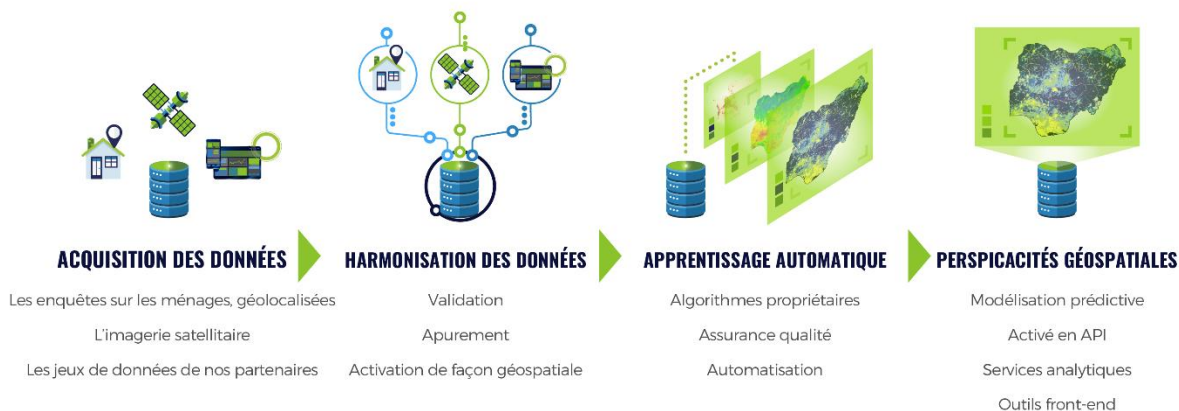 ACQUISITION DES DONNÉES
Les enquêtes sur les ménages, géolocalisées
L'imagerie satellitaire
Les jeux de données de nos partenaires
HARMONISATION DES DONNÉES
Validation
Apurement
Activation de façon géospatiale
APPRENTISSAGE AUTOMATIQUE
Algorithmes propriétaires
Assurance qualité
Automatisation
PERSPICACITÉS GÉOSPATIALES
Modélisation prédictive
Activé en API
Services analytiques
Outils front-end